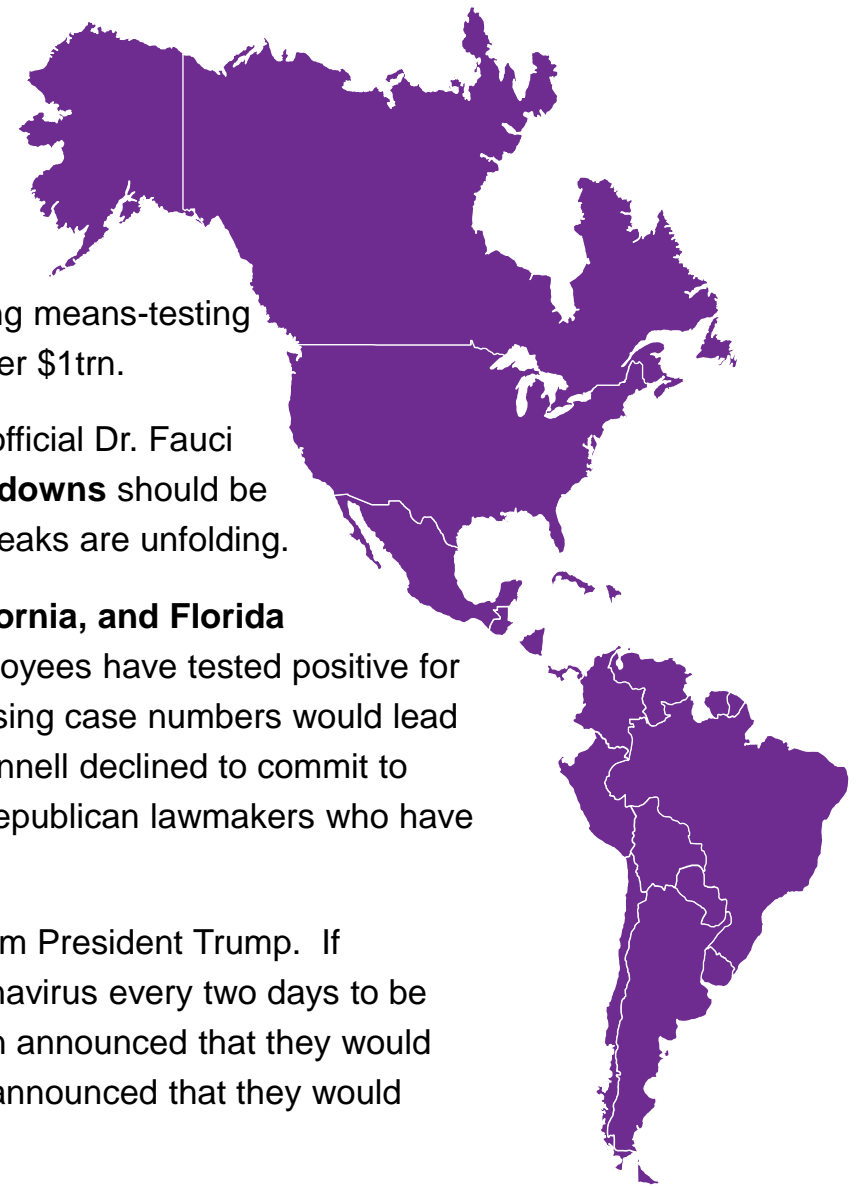 ng means-testing
er $1trn.
official Dr. Fauci
downs should be
eaks are unfolding.
ornia, and Florida
oyees have tested positive for
sing case numbers would lead
nnell declined to commit to
epublican lawmakers who have
m President Trump.  If
navirus every two days to be
n announced that they would
announced that they would